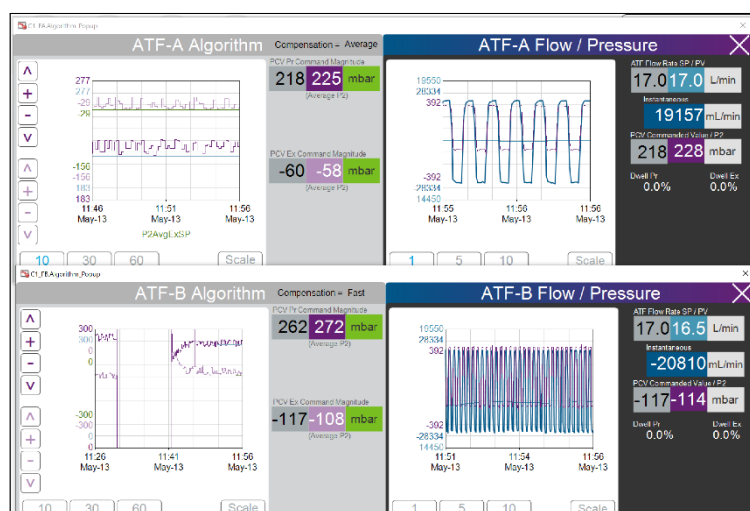 C1_FA.Algorithm_Popup
ATF-A Algorithm
Compensation = Average
ATF-A Flow / Pressure
PCV Pr Command Magnitude
218 225 mbar
(Average P2)
PCV Ex Command Magnitude
-60 -58 mbar
(Average P2)
277
277
-29
-29
-156
-156
183
183
11:46
May-13
11:51
May-13
11:56
May-13
P2AvgExSP
10 30 60 Scale
19550
28334
392
-392
-28334
14450
11:55
May-13
11:56
May-13
11:56
May-13
1 5 10 Scale
ATF Flow Rate SP / PV
17.0 17.0 L/min
Instantaneous
19157 mL/min
PCV Commanded Value / P2
218 228 mbar
Dwell Pr Dwell Ex
0.0% 0.0%
C1_FB.Algorithm_Popup
ATF-B Algorithm
Compensation = Fast
ATF-B Flow / Pressure
PCV Pr Command Magnitude
262 272 mbar
(Average P2)
PCV Ex Command Magnitude
-117 -108 mbar
(Average P2)
300
300
0
0
-300
-300
0
0
11:26
May-13
11:41
May-13
11:56
May-13
10 30 60 Scale
19550
28334
392
-392
-28334
14450
11:51
May-13
11:54
May-13
11:56
May-13
1 5 10 Scale
ATF Flow Rate SP / PV
17.0 16.5 L/min
Instantaneous
-20810 mL/min
PCV Commanded Value / P2
-117 -114 mbar
Dwell Pr Dwell Ex
0.0% 0.0%